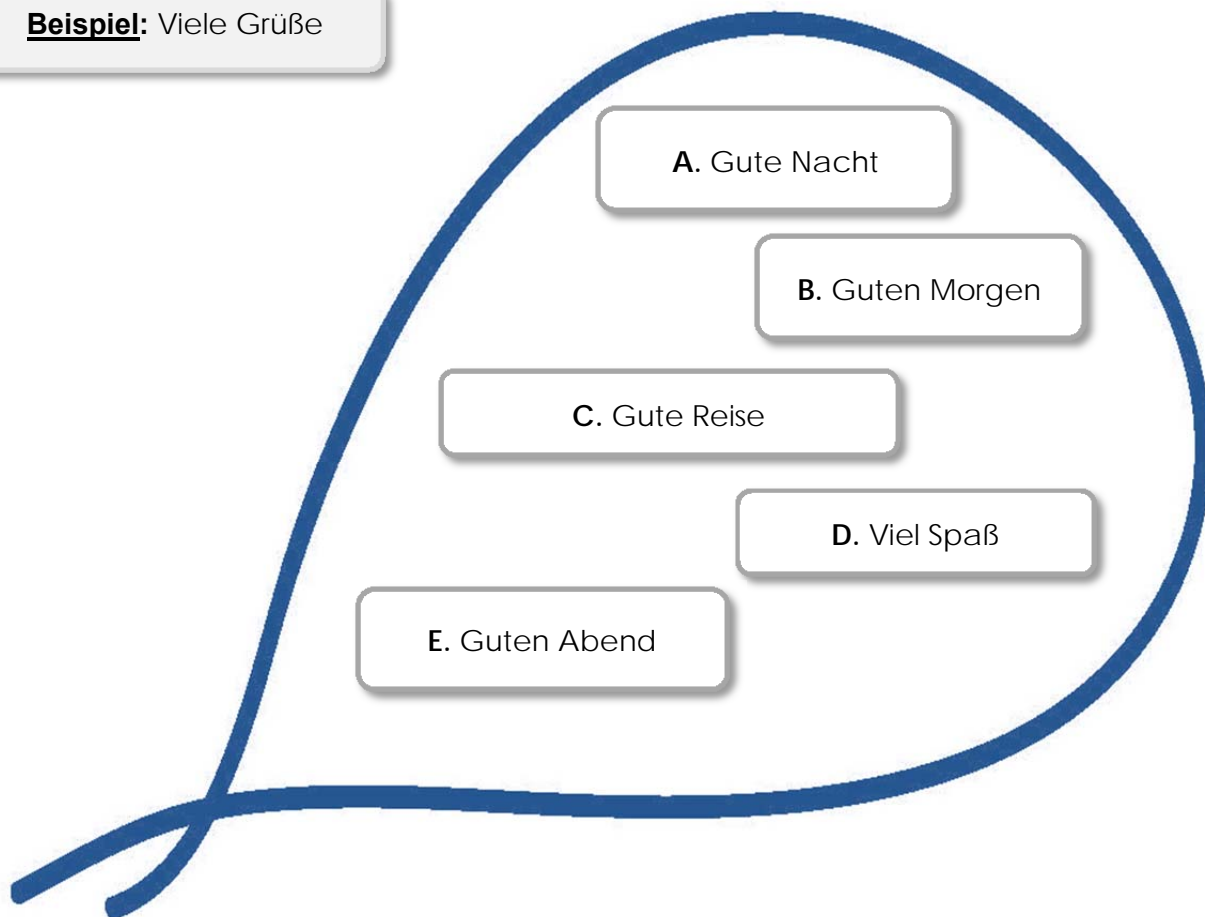 Beispiel: Viele Grüße
A. Gute Nacht
B. Guten Morgen
C. Gute Reise
D. Viel Spaß
E. Guten Abend